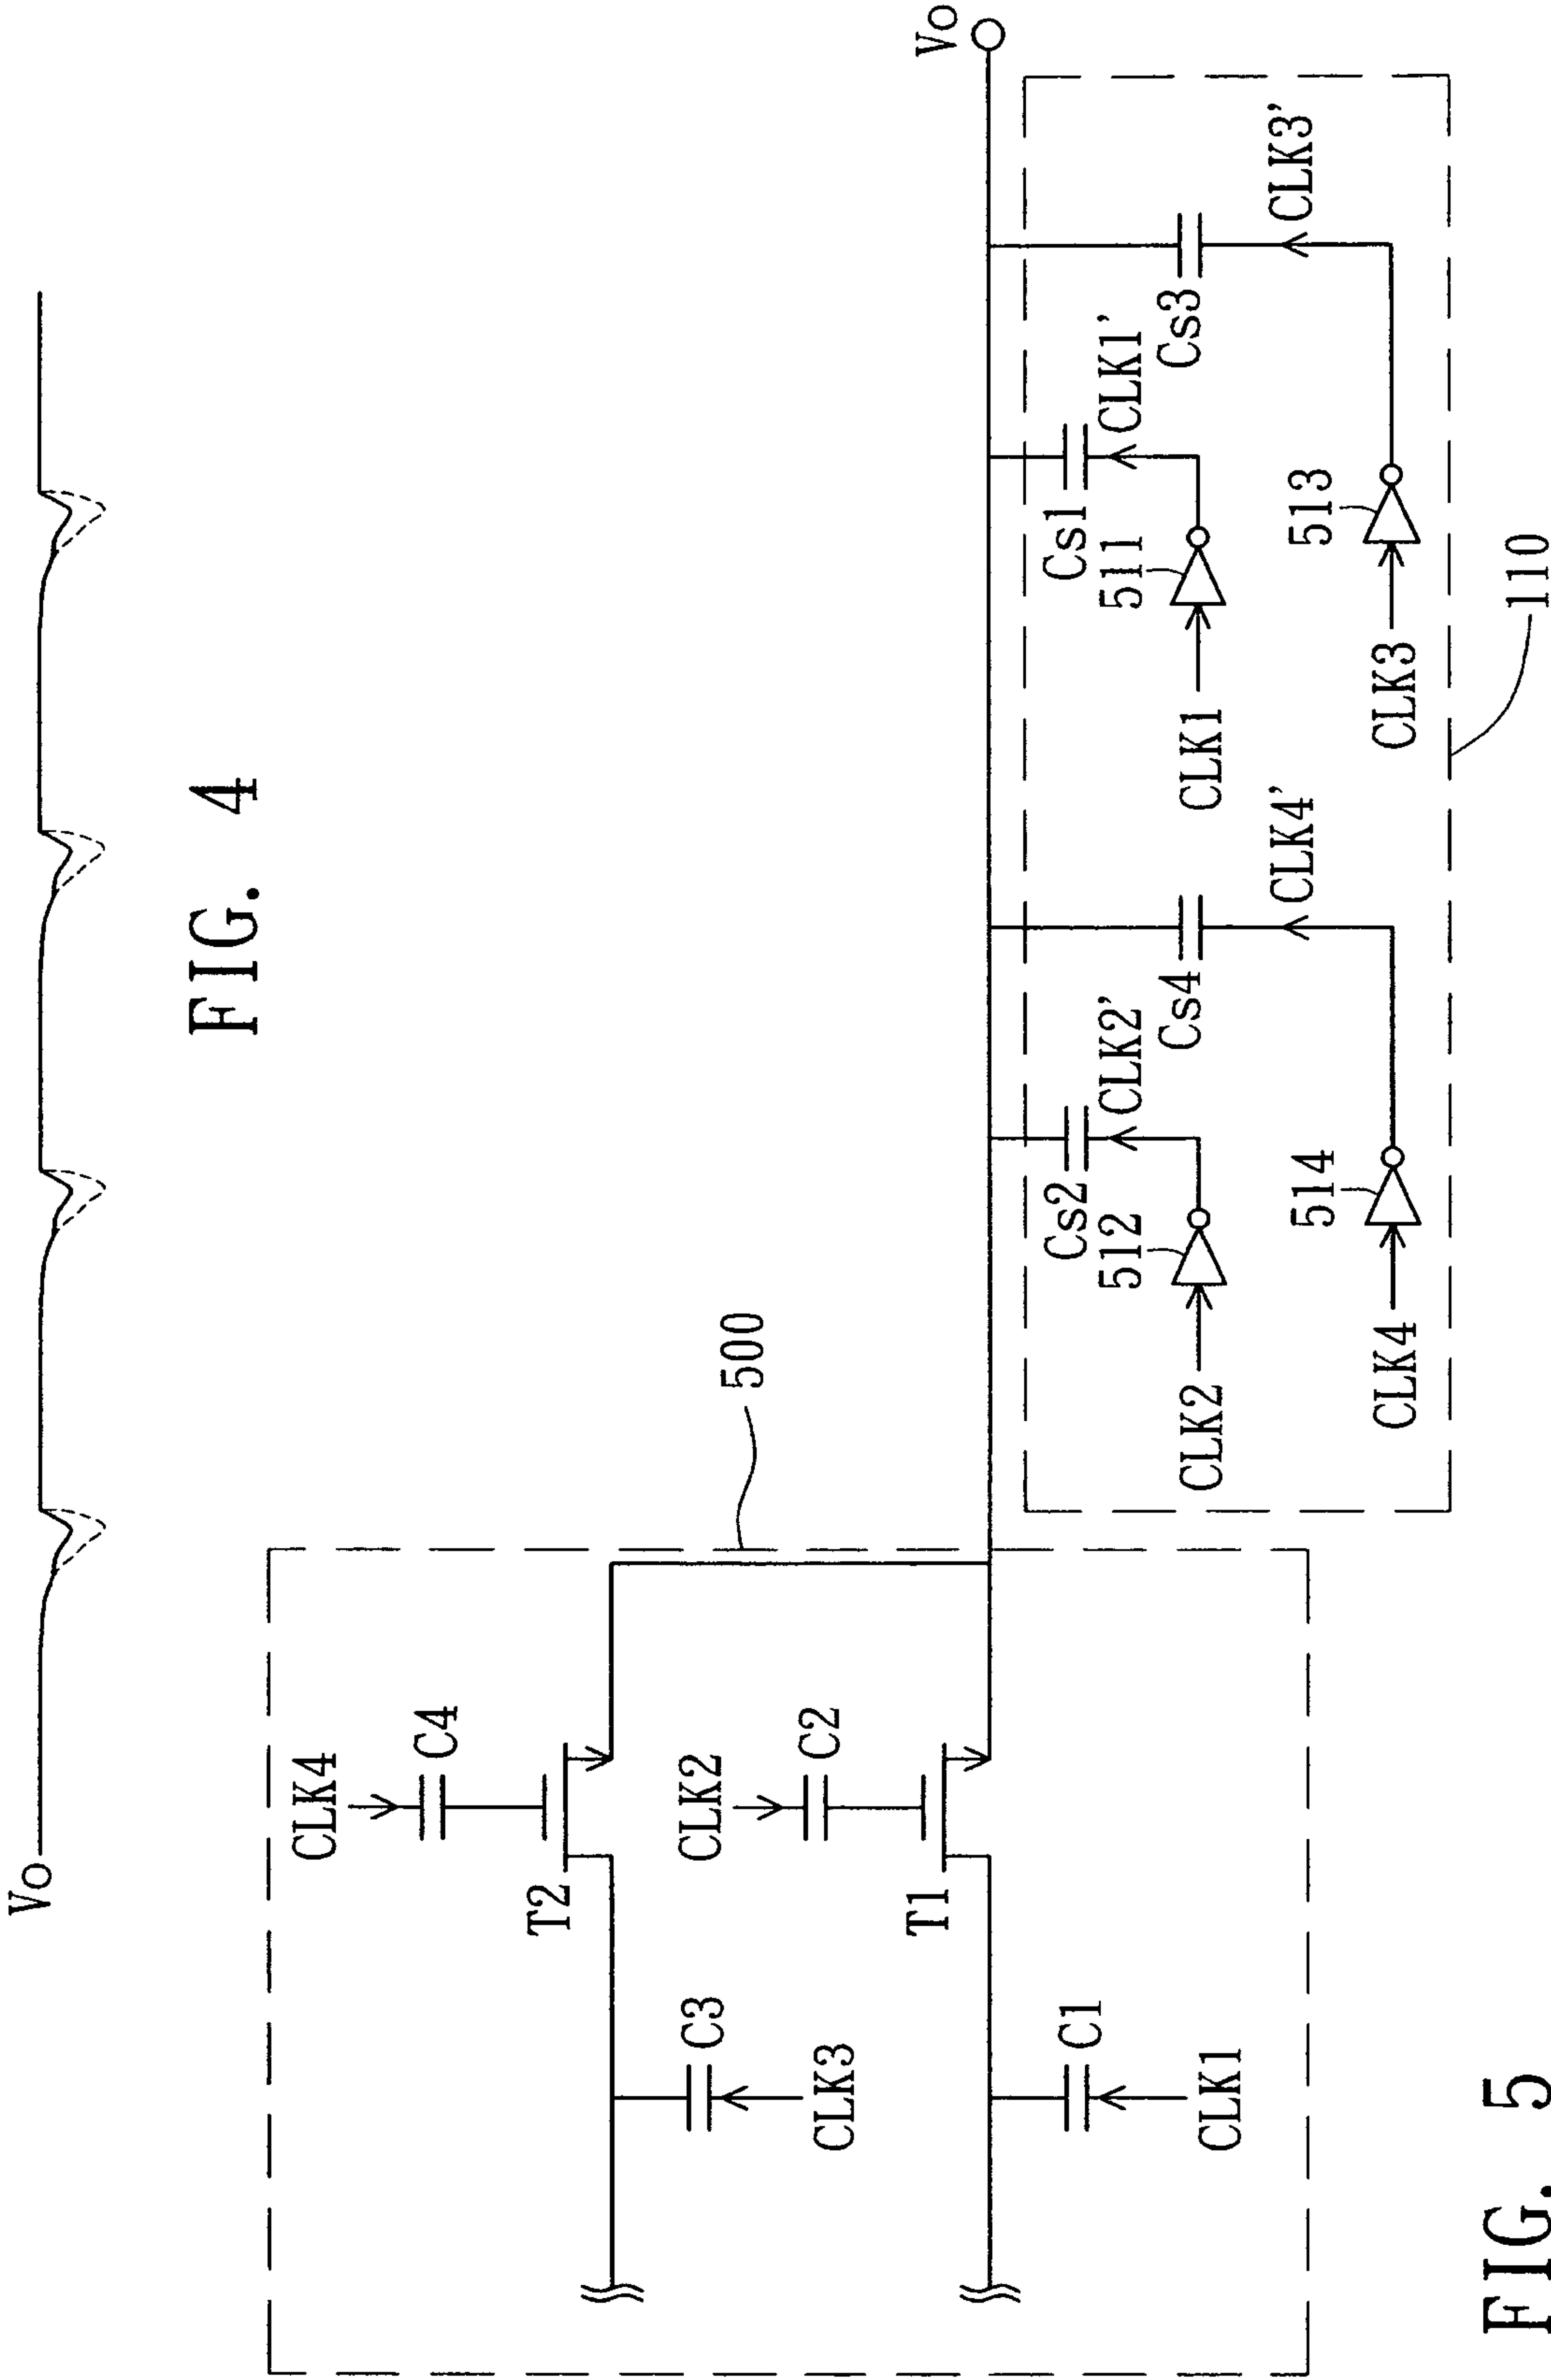 Vo
FIG. 4
500
CLK4
C4
T2
C3
CLK3
CLK2
C2
T1
C1
CLK1
Vo
Cs2
CLK2'
512
CLK2
Cs4
CLK4'
514
CLK4
Cs1
CLK1'
511
CLK1
Cs3
CLK3'
513
CLK3
110
FIG. 5